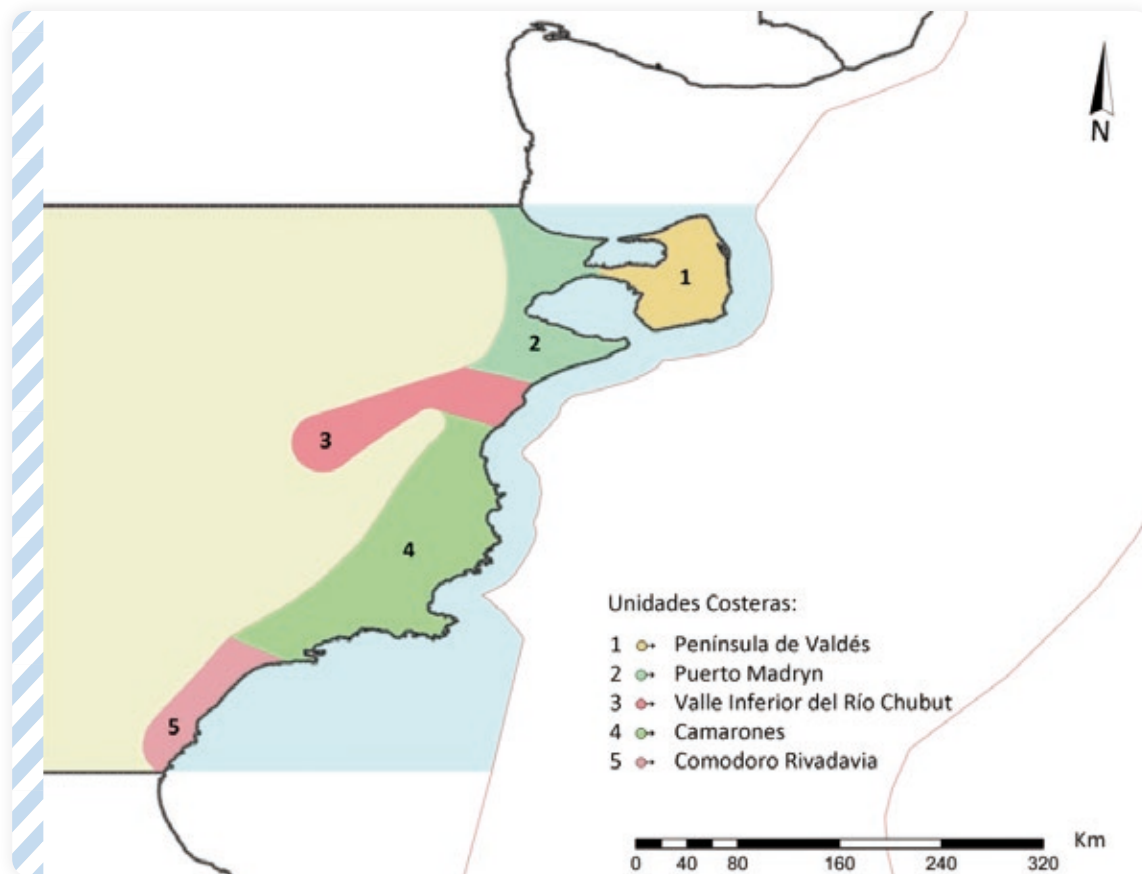 N
1
2
3
4
5
Unidades Costeras:
1 Península de Valdés
2 Puerto Madryn
3 Valle Inferior del Río Chubut
4 Camarones
5 Comodoro Rivadavia
Km
0 40 80 160 240 320